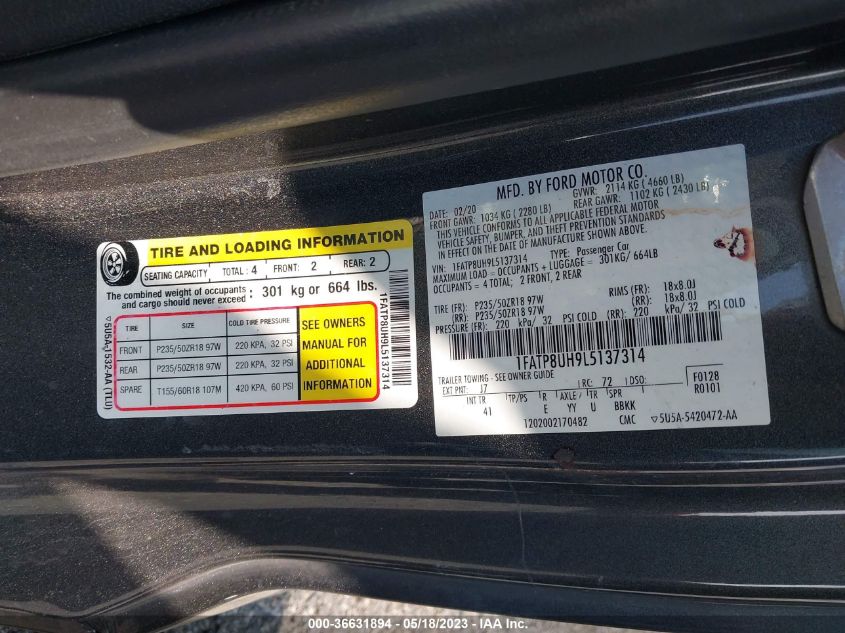 TIRE AND LOADING INFORMATION
SEATING CAPACITY TOTAL : 4 FRONT: 2 REAR: 2
The combined weight of occupants and cargo should never exceed : 301 kg or 664 lbs.
TIRE SIZE COLD TIRE PRESSURE
FRONT P235/50ZR18 97W 220 KPA, 32 PSI
REAR P235/50ZR18 97W 220 KPA, 32 PSI
SPARE T155/60R18 107M 420 KPA, 60 PSI
SEE OWNERS
MANUAL FOR
ADDITIONAL
INFORMATION
5U5A-1532-AA (TLU)
1FATP8UH9L5137314
MFD. BY FORD MOTOR CO.
DATE: 02/20 GVWR: 2114 KG ( 4660 LB)
FRONT GAWR: 1034 KG ( 2280 LB) REAR GAWR: 1102 KG ( 2430 LB)
THIS VEHICLE CONFORMS TO ALL APPLICABLE FEDERAL MOTOR
VEHICLE SAFETY, BUMPER, AND THEFT PREVENTION STANDARDS
IN EFFECT ON THE DATE OF MANUFACTURE SHOWN ABOVE.
VIN: 1FATP8UH9L5137314 TYPE: Passenger Car
MAXIMUM LOAD = OCCUPANTS + LUGGAGE = 301KG/ 664LB
OCCUPANTS = 4 TOTAL; 2 FRONT, 2 REAR
TIRE (FR): P235/50ZR18 97W RIMS (FR): 18x8.0J
(RR): P235/50ZR18 97W (RR): 18x8.0J
PRESSURE (FR): 220 kPa/ 32 PSI COLD (RR): 220 kPa/ 32 PSI COLD
1FATP8UH9L5137314
TRAILER TOWING - SEE OWNER GUIDE
EXT PNT: J7 RC: 72 DSO: F0128
R0101
INT TR TP/PS R AXLE TR SPR
41 E YY U BBKK
1202002170482 CMC 5U5A-5420472-AA
© - 36631894 - 05/18/2023 - IAAI.COM